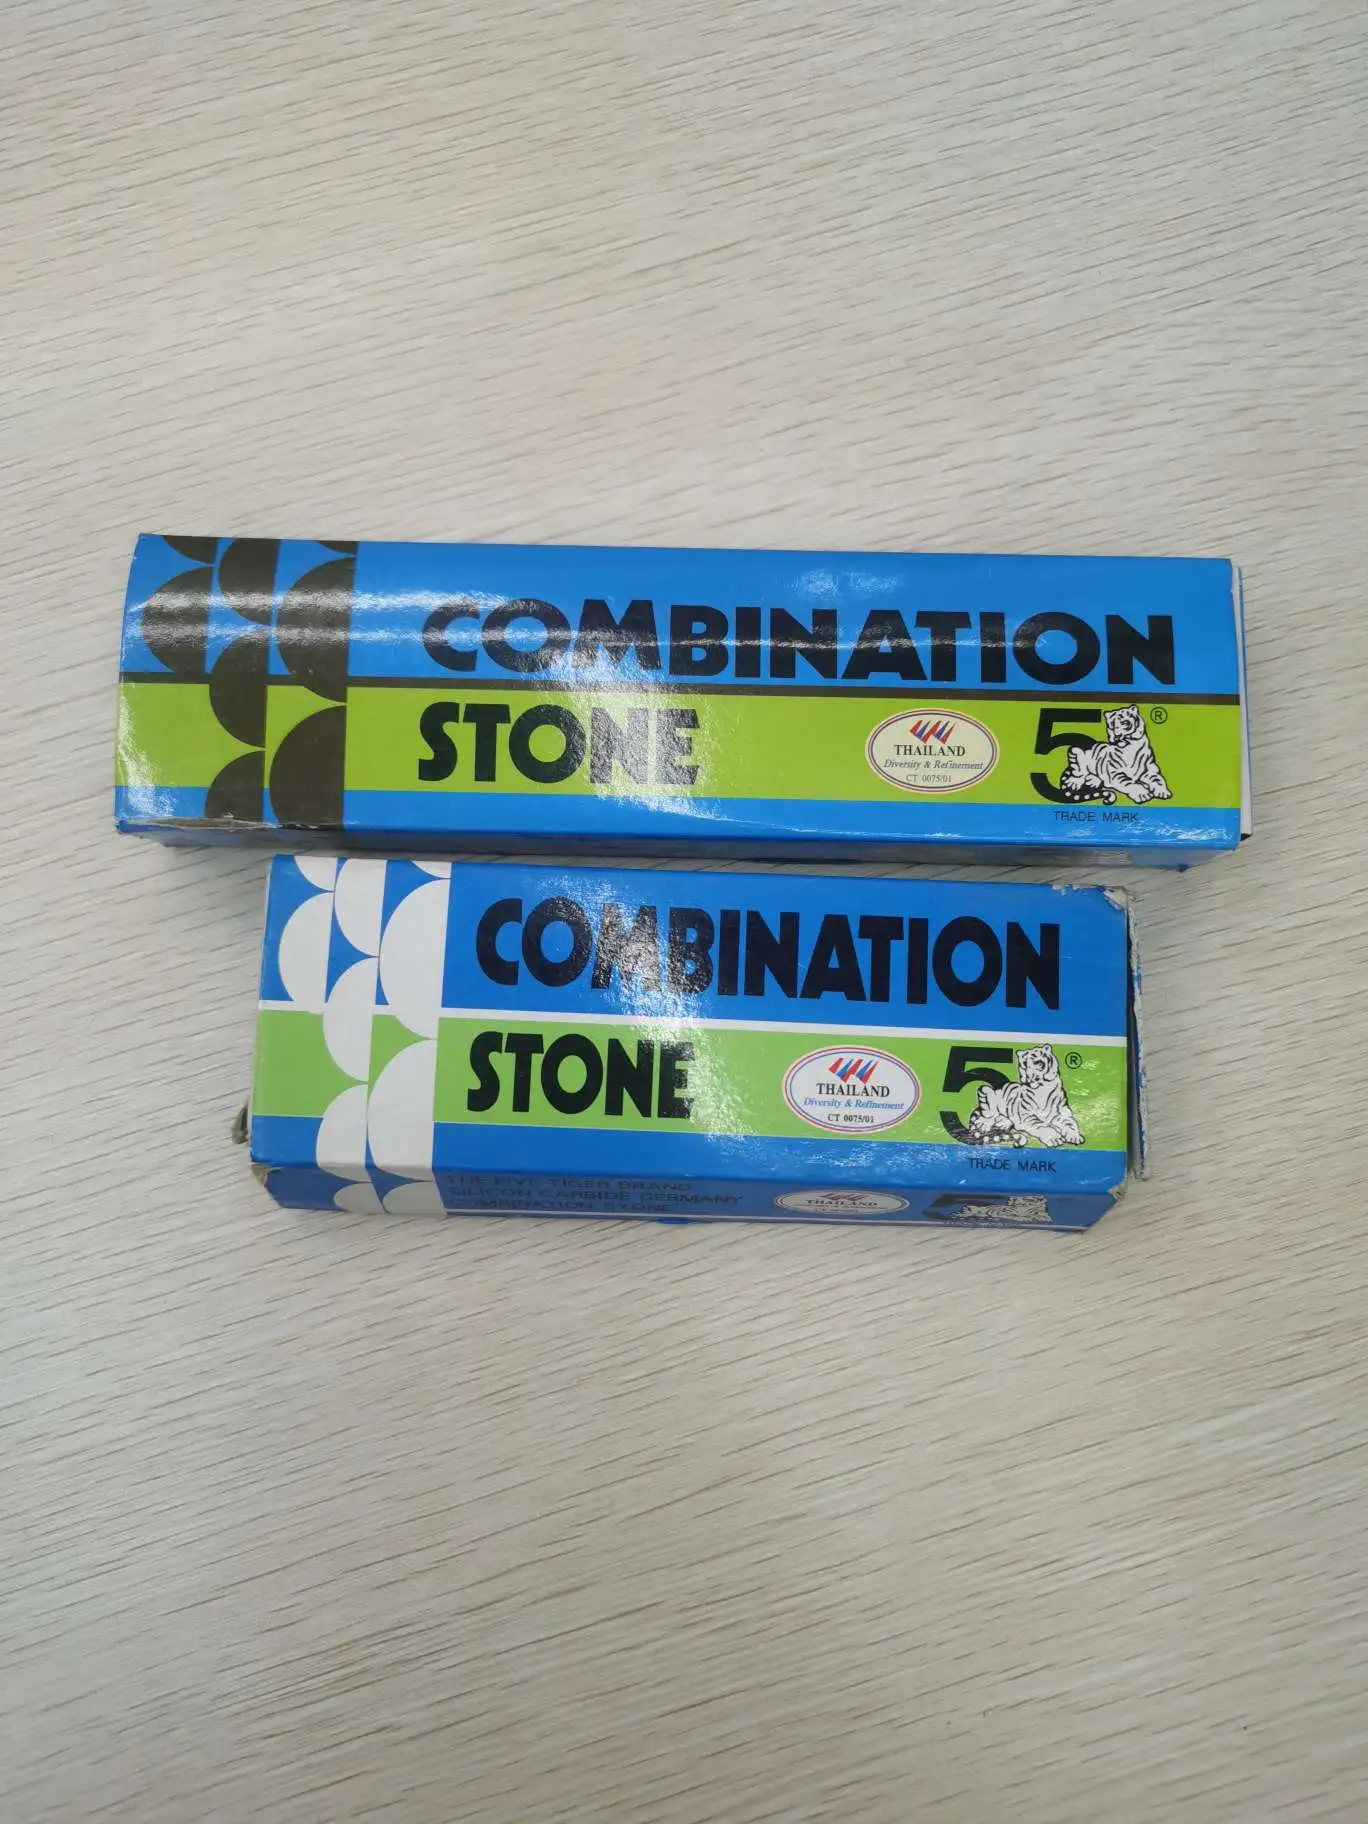 COMBINATION
STONE
THAILAND
Diversity & Refinement
CT 0075/01
5
®
TRADE MARK
COMBINATION
STONE
THAILAND
Diversity & Refinement
CT 0075/01
5
®
TRADE MARK
THE FIVE TIGER BRAND
SILICON CARBIDE GERMANY
COMBINATION STONE
THAILAND
5